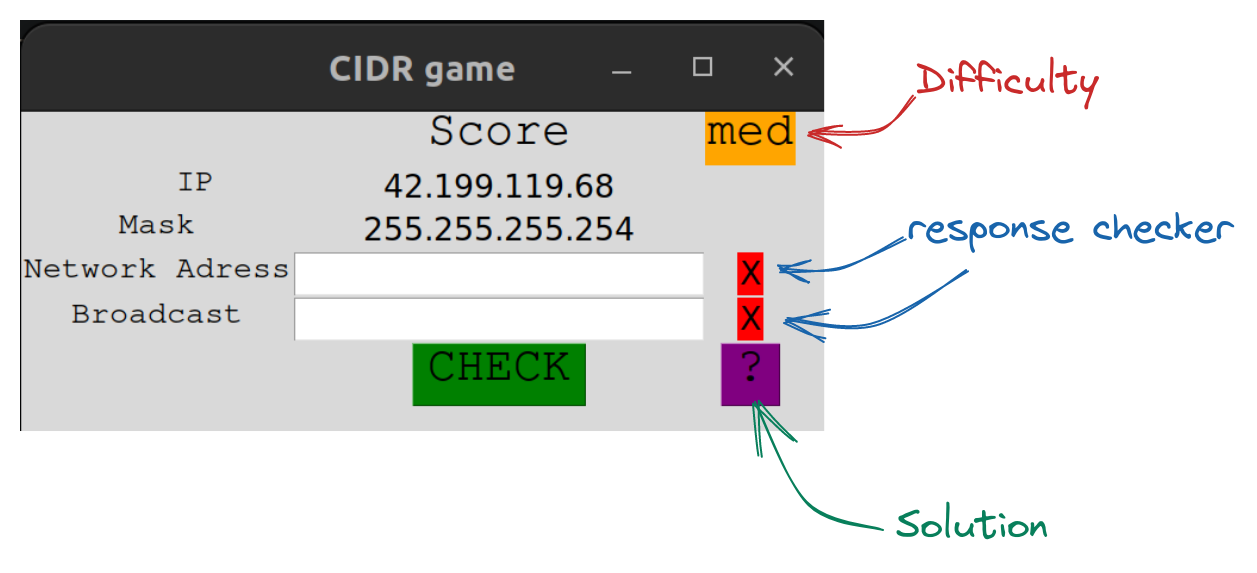 CIDR game
Score
med
Difficulty
IP
42.199.119.68
Mask
255.255.255.254
response checker
Network Adress
X
Broadcast
X
CHECK
?
Solution